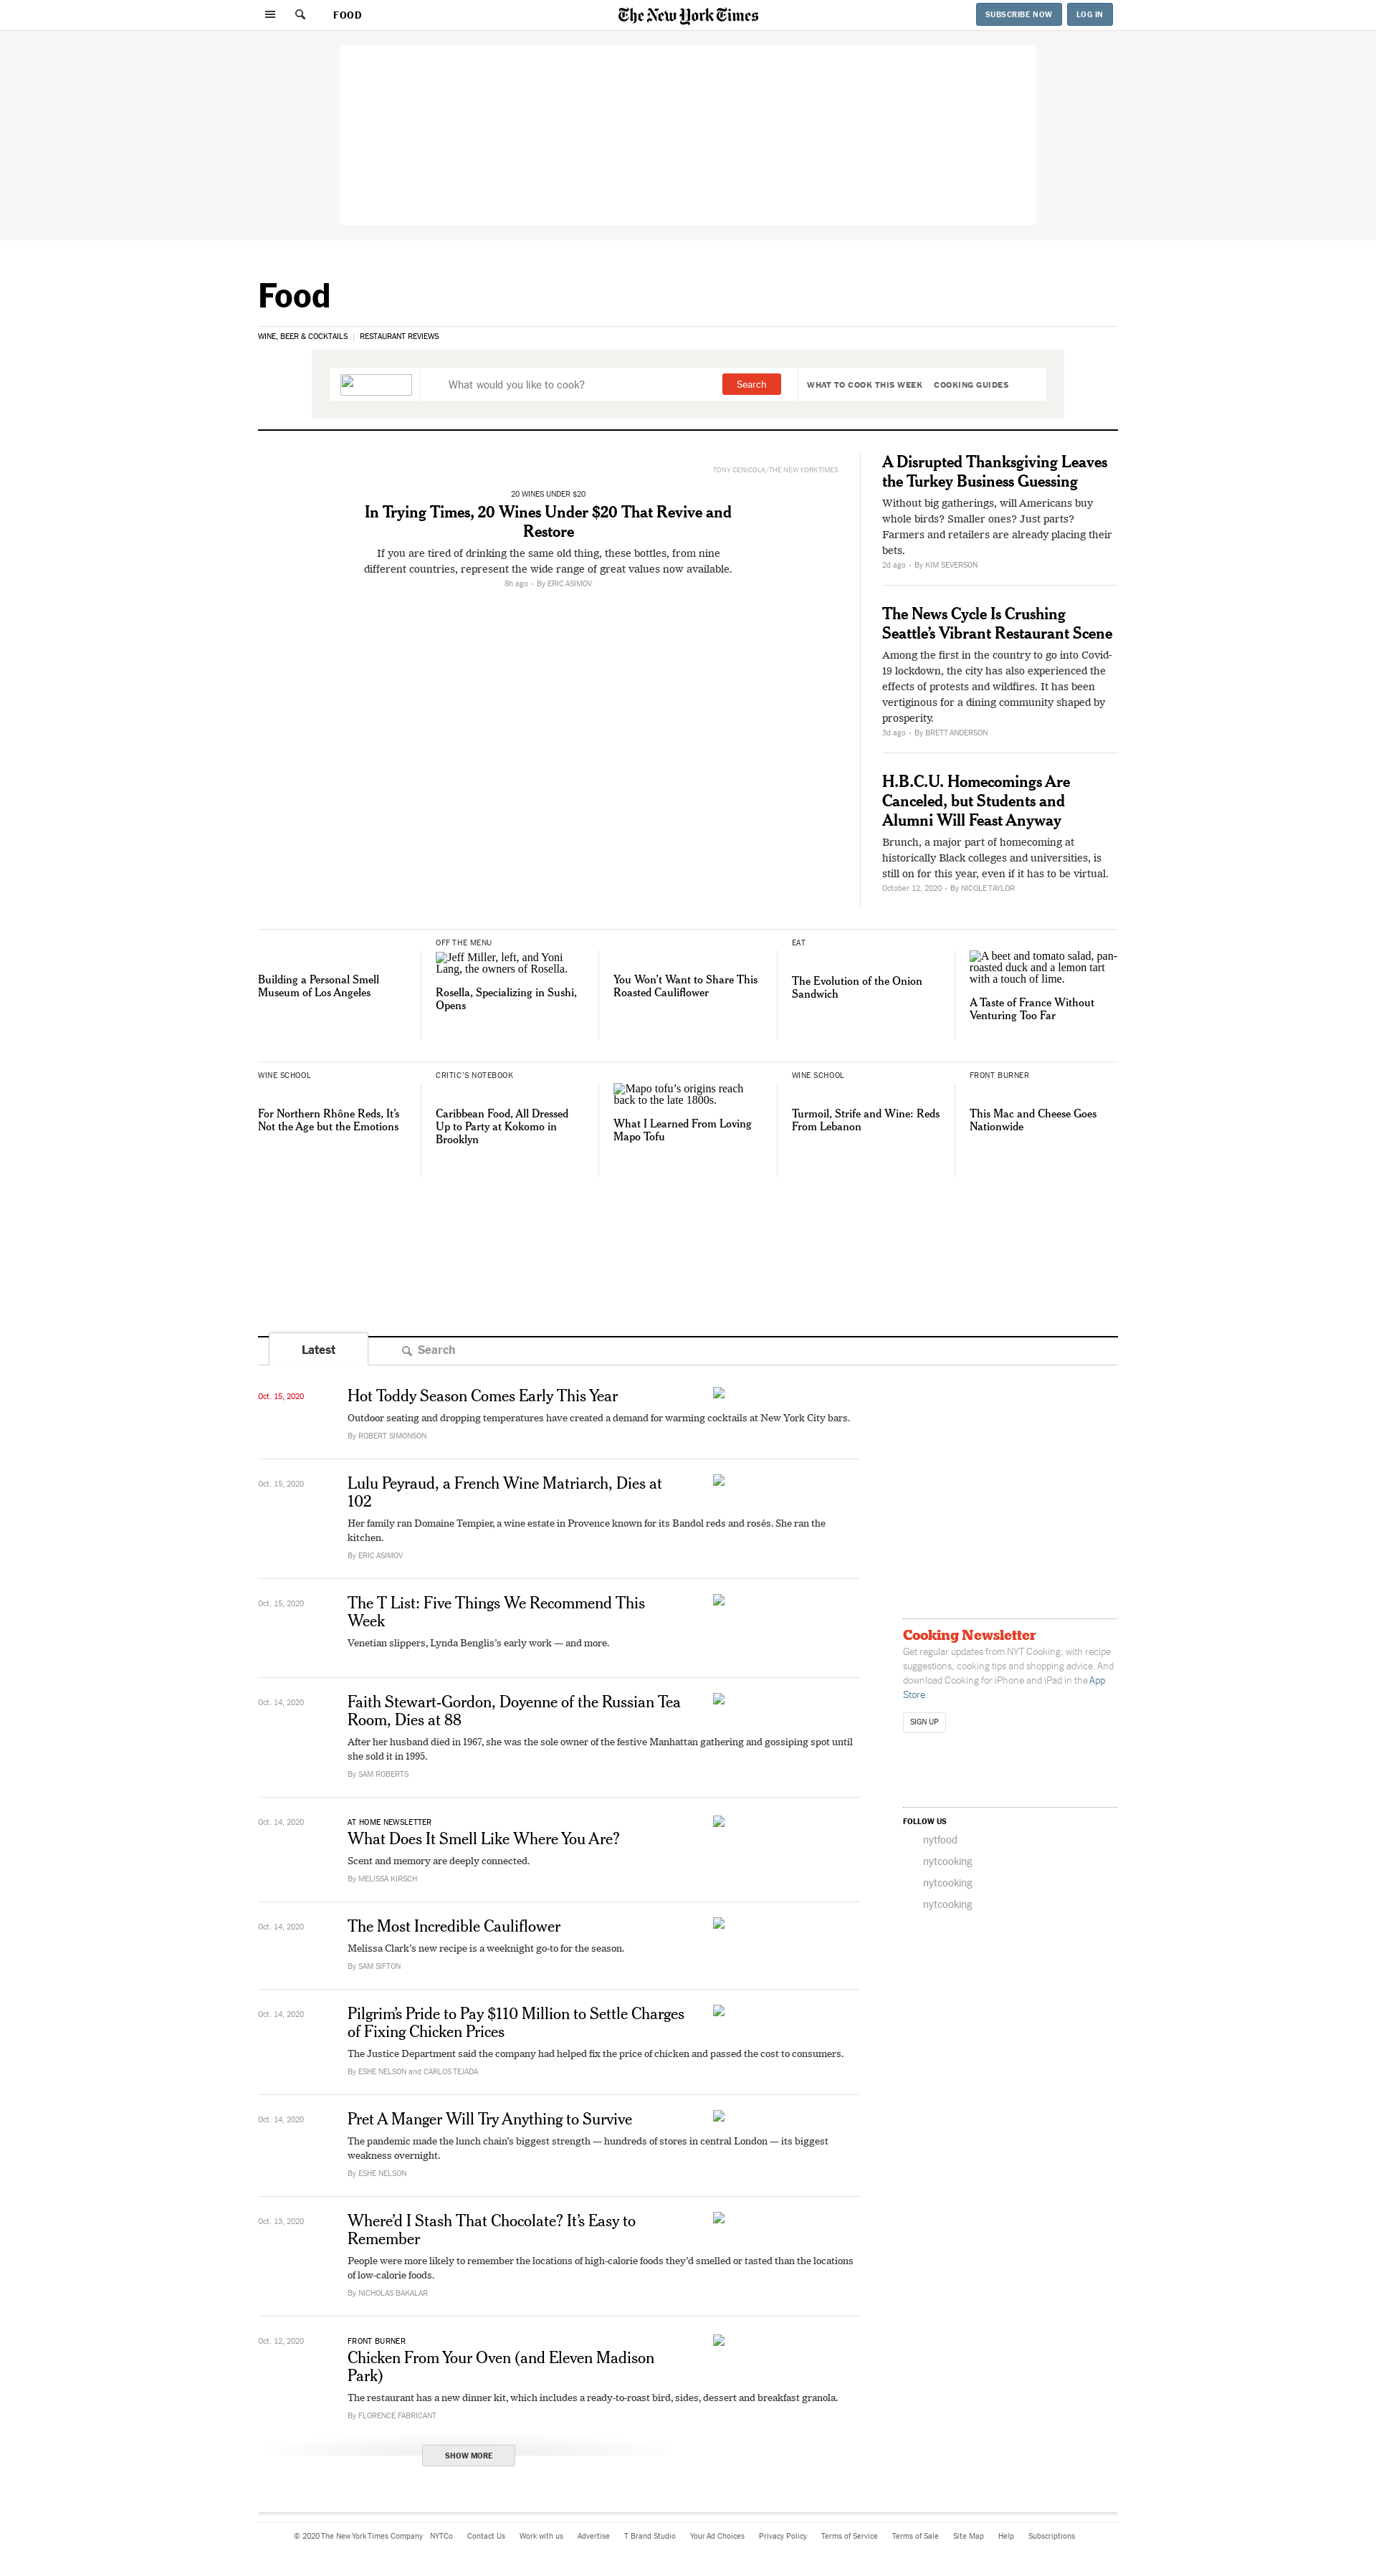 FOOD
The New York Times
SUBSCRIBE NOW
LOG IN
Food
WINE, BEER & COCKTAILS
RESTAURANT REVIEWS
What would you like to cook?
Search
WHAT TO COOK THIS WEEK
COOKING GUIDES
TONY CENICOLA/THE NEW YORK TIMES
20 WINES UNDER $20
In Trying Times, 20 Wines Under $20 That Revive and
Restore
If you are tired of drinking the same old thing, these bottles, from nine
different countries, represent the wide range of great values now available.
8h ago - By ERIC ASIMOV
A Disrupted Thanksgiving Leaves
the Turkey Business Guessing
Without big gatherings, will Americans buy
whole birds? Smaller ones? Just parts?
Farmers and retailers are already placing their
bets.
2d ago - By KIM SEVERSON
The News Cycle Is Crushing
Seattle’s Vibrant Restaurant Scene
Among the first in the country to go into Covid-
19 lockdown, the city has also experienced the
effects of protests and wildfires. It has been
vertiginous for a dining community shaped by
prosperity.
3d ago - By BRETT ANDERSON
H.B.C.U. Homecomings Are
Canceled, but Students and
Alumni Will Feast Anyway
Brunch, a major part of homecoming at
historically Black colleges and universities, is
still on for this year, even if it has to be virtual.
October 12, 2020 - By NICOLE TAYLOR
Building a Personal Smell
Museum of Los Angeles
OFF THE MENU
Jeff Miller, left, and Yoni
Lang, the owners of Rosella.
Rosella, Specializing in Sushi,
Opens
You Won’t Want to Share This
Roasted Cauliflower
EAT
The Evolution of the Onion
Sandwich
A beet and tomato salad, pan-
roasted duck and a lemon tart
with a touch of lime.
A Taste of France Without
Venturing Too Far
WINE SCHOOL
For Northern Rhône Reds, It’s
Not the Age but the Emotions
CRITIC’S NOTEBOOK
Caribbean Food, All Dressed
Up to Party at Kokomo in
Brooklyn
Mapo tofu’s origins reach
back to the late 1800s.
What I Learned From Loving
Mapo Tofu
WINE SCHOOL
Turmoil, Strife and Wine: Reds
From Lebanon
FRONT BURNER
This Mac and Cheese Goes
Nationwide
Latest
Search
Oct. 15, 2020
Hot Toddy Season Comes Early This Year
Outdoor seating and dropping temperatures have created a demand for warming cocktails at New York City bars.
By ROBERT SIMONSON
Oct. 15, 2020
Lulu Peyraud, a French Wine Matriarch, Dies at
102
Her family ran Domaine Tempier, a wine estate in Provence known for its Bandol reds and rosés. She ran the
kitchen.
By ERIC ASIMOV
Oct. 15, 2020
The T List: Five Things We Recommend This
Week
Venetian slippers, Lynda Benglis’s early work — and more.
Oct. 14, 2020
Faith Stewart-Gordon, Doyenne of the Russian Tea
Room, Dies at 88
After her husband died in 1967, she was the sole owner of the festive Manhattan gathering and gossiping spot until
she sold it in 1995.
By SAM ROBERTS
Oct. 14, 2020
AT HOME NEWSLETTER
What Does It Smell Like Where You Are?
Scent and memory are deeply connected.
By MELISSA KIRSCH
Oct. 14, 2020
The Most Incredible Cauliflower
Melissa Clark’s new recipe is a weeknight go-to for the season.
By SAM SIFTON
Oct. 14, 2020
Pilgrim’s Pride to Pay $110 Million to Settle Charges
of Fixing Chicken Prices
The Justice Department said the company had helped fix the price of chicken and passed the cost to consumers.
By ESHE NELSON and CARLOS TEJADA
Oct. 14, 2020
Pret A Manger Will Try Anything to Survive
The pandemic made the lunch chain’s biggest strength — hundreds of stores in central London — its biggest
weakness overnight.
By ESHE NELSON
Oct. 13, 2020
Where’d I Stash That Chocolate? It’s Easy to
Remember
People were more likely to remember the locations of high-calorie foods they’d smelled or tasted than the locations
of low-calorie foods.
By NICHOLAS BAKALAR
Oct. 12, 2020
FRONT BURNER
Chicken From Your Oven (and Eleven Madison
Park)
The restaurant has a new dinner kit, which includes a ready-to-roast bird, sides, dessert and breakfast granola.
By FLORENCE FABRICANT
SHOW MORE
Cooking Newsletter
Get regular updates from NYT Cooking, with recipe
suggestions, cooking tips and shopping advice. And
download Cooking for iPhone and iPad in the App
Store.
SIGN UP
FOLLOW US
nytfood
nytcooking
nytcooking
nytcooking
© 2020 The New York Times Company
NYTCo
Contact Us
Work with us
Advertise
T Brand Studio
Your Ad Choices
Privacy Policy
Terms of Service
Terms of Sale
Site Map
Help
Subscriptions